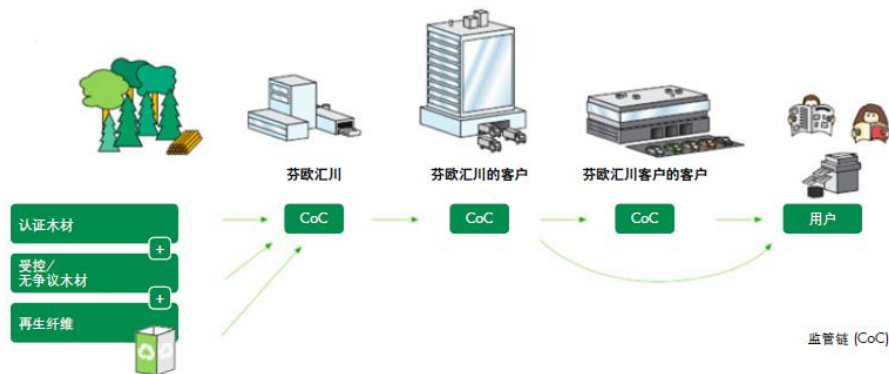 芬欧汇川
芬欧汇川的客户
芬欧汇川客户的客户
认证木材
CoC
CoC
CoC
用户
+
受控/
无争议木材
+
再生纤维
监管链 (CoC)